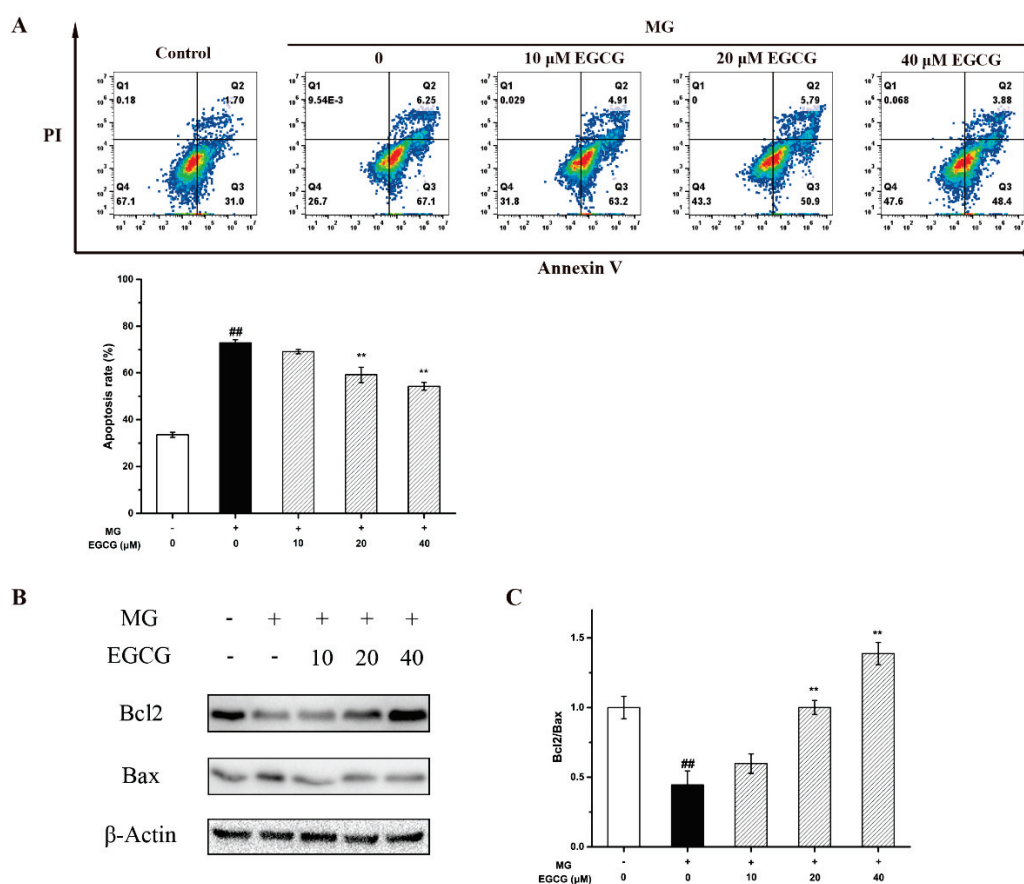 A
MG
Control
0
10 μM EGCG
20 μM EGCG
40 μM EGCG
Q1
0.18
Q2
1.70
Q4
67.1
Q3
31.0
Q1
9.54E-3
Q2
6.25
Q4
26.7
Q3
67.1
Q1
0.029
Q2
4.91
Q4
31.8
Q3
63.2
Q1
0
Q2
5.79
Q4
43.3
Q3
50.9
Q1
0.068
Q2
3.88
Q4
47.6
Q3
48.4
PI
Annexin V
Apoptosis rate (%)
100
80
60
40
20
0
##
**
**
MG - + + + +
EGCG (μM) 0 0 10 20 40
B
MG - + + + +
EGCG - - 10 20 40
Bcl2
Bax
β-Actin
C
Bcl2/Bax
1.5
1.0
0.5
0.0
##
**
**
MG - + + + +
EGCG (μM) 0 0 10 20 40